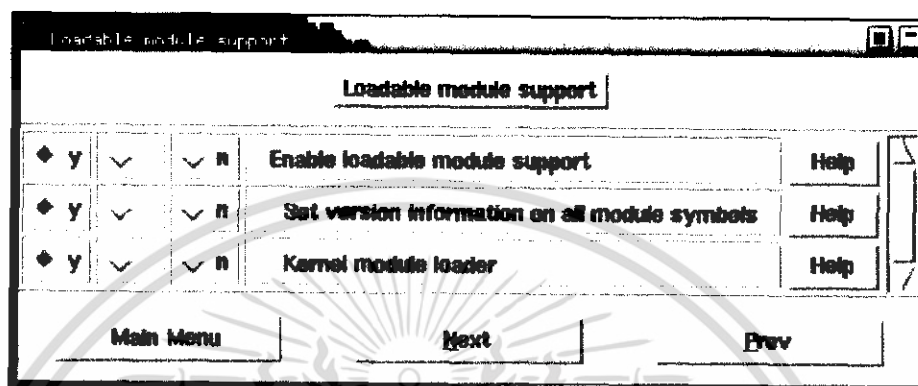 Loadable module support
Loadable module support
y n Enable loadable module support Help
y n Set version information on all module symbols Help
y n Kernel module loader Help
Main Menu Next Prev